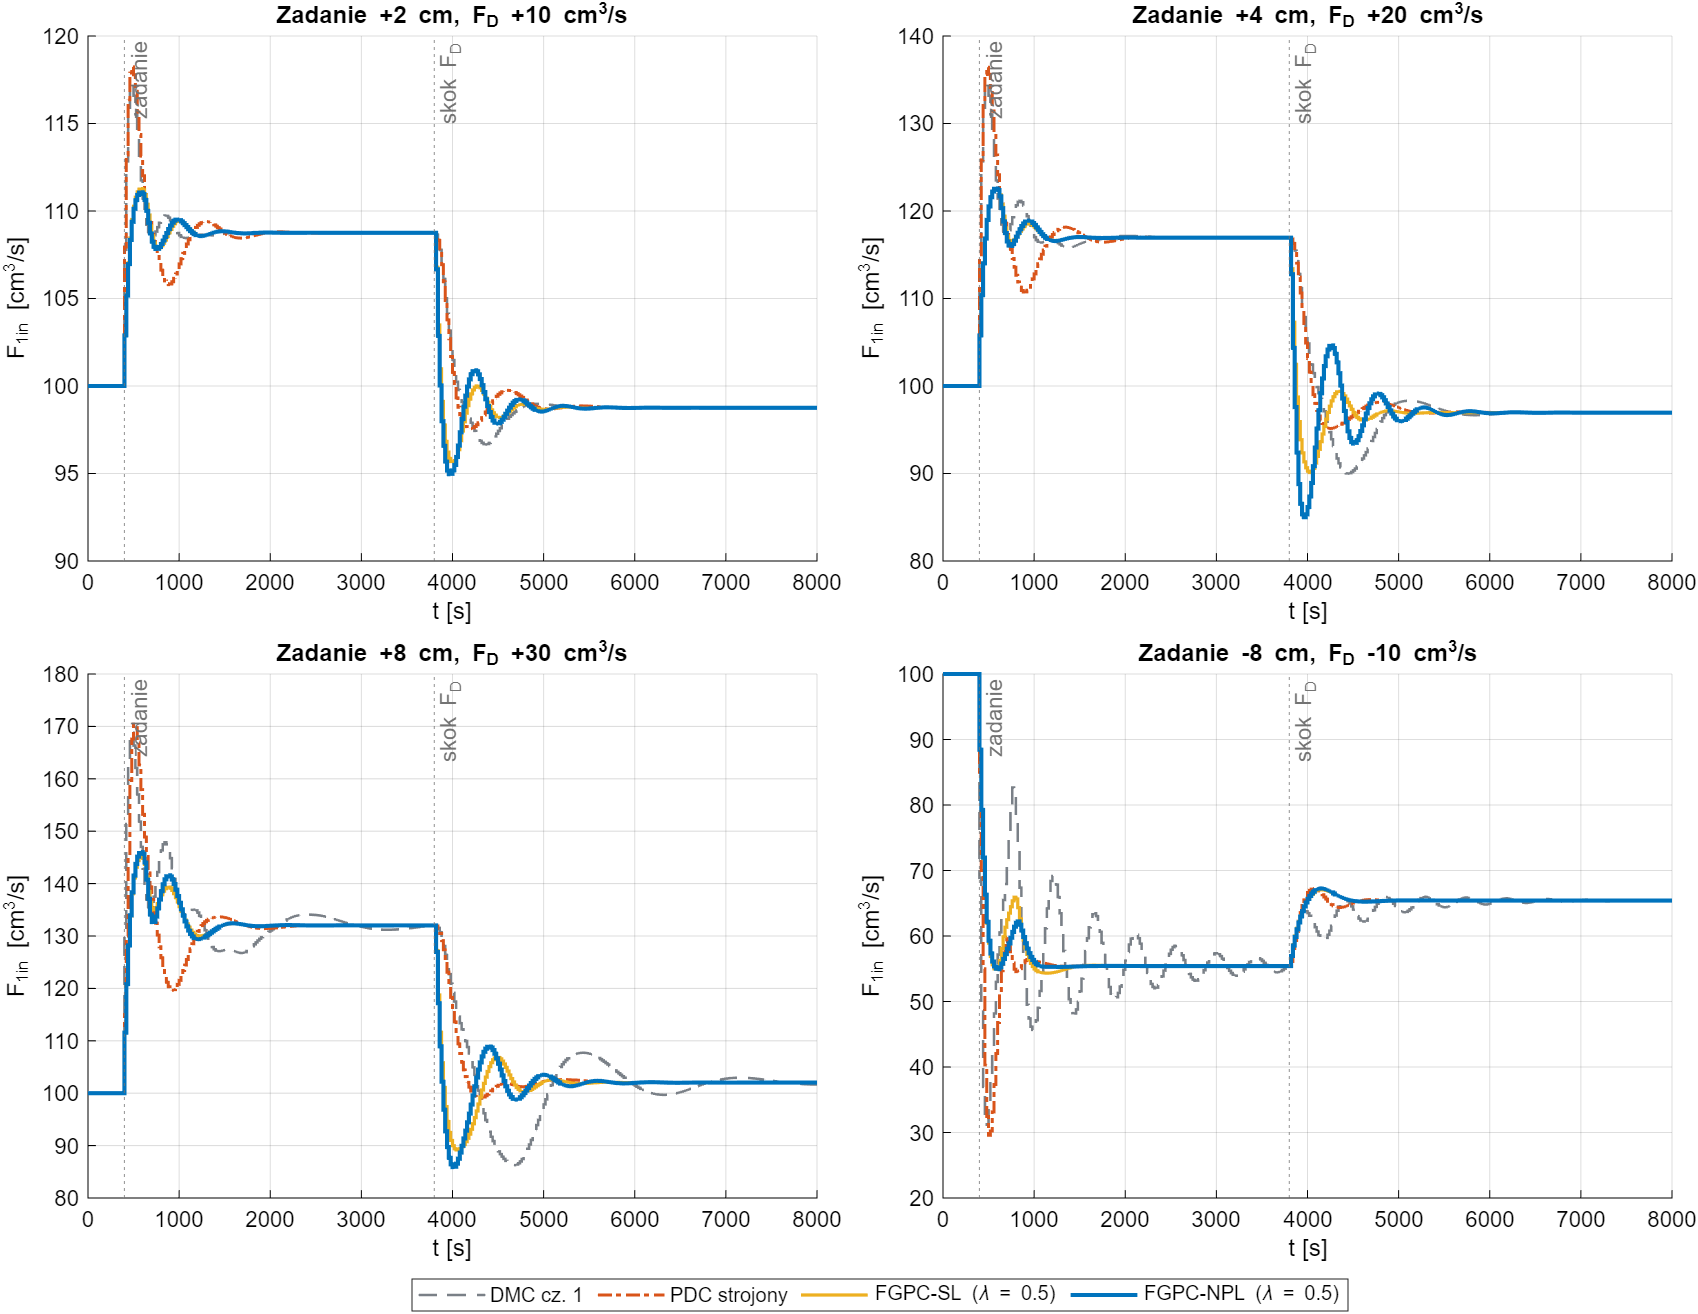 Zadanie +2 cm, F_D +10 cm³/s
120
115
110
105
100
95
90
F_1in [cm³/s]
zadanie
skok F_D
0 1000 2000 3000 4000 5000 6000 7000 8000
t [s]
Zadanie +4 cm, F_D +20 cm³/s
140
130
120
110
100
90
80
F_1in [cm³/s]
zadanie
skok F_D
0 1000 2000 3000 4000 5000 6000 7000 8000
t [s]
Zadanie +8 cm, F_D +30 cm³/s
180
170
160
150
140
130
120
110
100
90
80
F_1in [cm³/s]
zadanie
skok F_D
0 1000 2000 3000 4000 5000 6000 7000 8000
t [s]
Zadanie -8 cm, F_D -10 cm³/s
100
90
80
70
60
50
40
30
20
F_1in [cm³/s]
zadanie
skok F_D
0 1000 2000 3000 4000 5000 6000 7000 8000
t [s]
DMC cz. 1 PDC strojony FGPC-SL (λ = 0.5) FGPC-NPL (λ = 0.5)